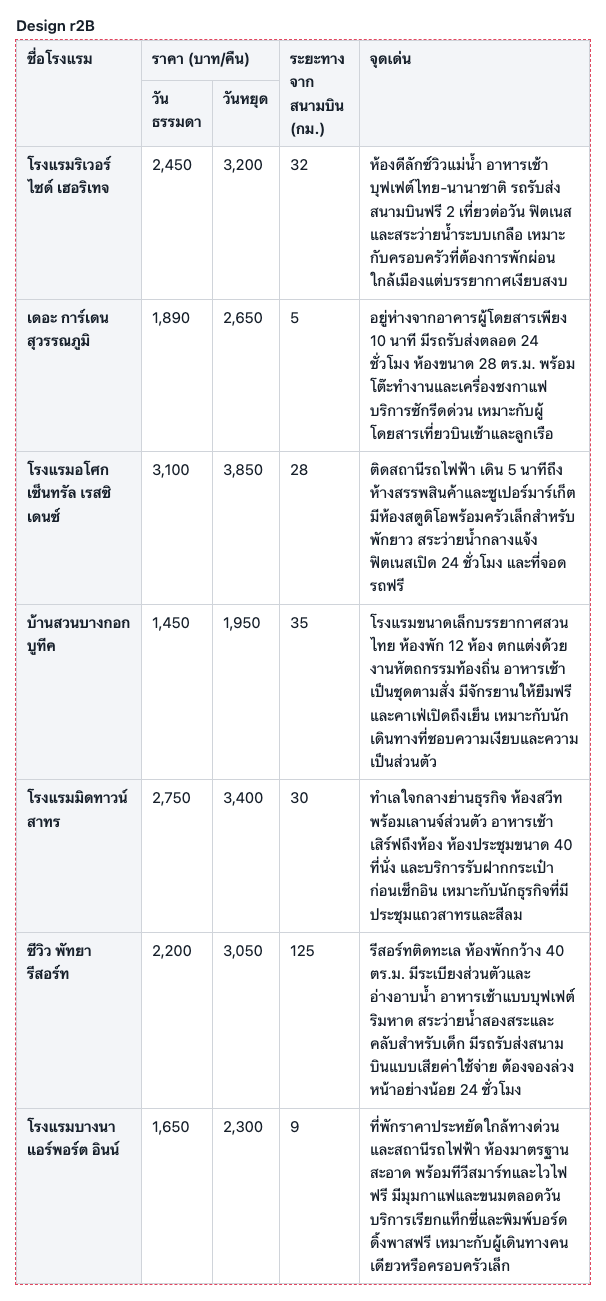 Design r2B
ชื่อโรงแรม
ราคา (บาท/คืน)
ระยะทาง
จาก
สนามบิน
(กม.)
จุดเด่น
วัน
ธรรมดา
วันหยุด
โรงแรมริเวอร์
ไซด์ เฮอริเทจ
2,450
3,200
32
ห้องดีลักซ์วิวแม่น้ำ อาหารเช้า
บุฟเฟต์ไทย-นานาชาติ รถรับส่ง
สนามบินฟรี 2 เที่ยวต่อวัน ฟิตเนส
และสระว่ายน้ำระบบเกลือ เหมาะ
กับครอบครัวที่ต้องการพักผ่อน
ใกล้เมืองแต่บรรยากาศเงียบสงบ
เดอะ การ์เดน
สุวรรณภูมิ
1,890
2,650
5
อยู่ห่างจากอาคารผู้โดยสารเพียง
10 นาที มีรถรับส่งตลอด 24
ชั่วโมง ห้องขนาด 28 ตร.ม. พร้อม
โต๊ะทำงานและเครื่องชงกาแฟ
บริการซักรีดด่วน เหมาะกับผู้
โดยสารเที่ยวบินเช้าและลูกเรือ
โรงแรมอโศก
เซ็นทรัล เรสซิ
เดนซ์
3,100
3,850
28
ติดสถานีรถไฟฟ้า เดิน 5 นาทีถึง
ห้างสรรพสินค้าและซูเปอร์มาร์เก็ต
มีห้องสตูดิโอพร้อมครัวเล็กสำหรับ
พักยาว สระว่ายน้ำกลางแจ้ง
ฟิตเนสเปิด 24 ชั่วโมง และที่จอด
รถฟรี
บ้านสวนบางกอก
บูทีค
1,450
1,950
35
โรงแรมขนาดเล็กบรรยากาศสวน
ไทย ห้องพัก 12 ห้อง ตกแต่งด้วย
งานหัตถกรรมท้องถิ่น อาหารเช้า
เป็นชุดตามสั่ง มีจักรยานให้ยืมฟรี
และคาเฟ่เปิดถึงเย็น เหมาะกับนัก
เดินทางที่ชอบความเงียบและความ
เป็นส่วนตัว
โรงแรมมิดทาวน์
สาทร
2,750
3,400
30
ทำเลใจกลางย่านธุรกิจ ห้องสวีท
พร้อมเลานจ์ส่วนตัว อาหารเช้า
เสิร์ฟถึงห้อง ห้องประชุมขนาด 40
ที่นั่ง และบริการรับฝากกระเป๋า
ก่อนเช็กอิน เหมาะกับนักธุรกิจที่มี
ประชุมแถวสาทรและสีลม
ซีวิว พัทยา
รีสอร์ท
2,200
3,050
125
รีสอร์ทติดทะเล ห้องพักกว้าง 40
ตร.ม. มีระเบียงส่วนตัวและ
อ่างอาบน้ำ อาหารเช้าแบบบุฟเฟต์
ริมหาด สระว่ายน้ำสองสระและ
คลับสำหรับเด็ก มีรถรับส่งสนาม
บินแบบเสียค่าใช้จ่าย ต้องจองล่วง
หน้าอย่างน้อย 24 ชั่วโมง
โรงแรมบางนา
แอร์พอร์ต อินน์
1,650
2,300
9
ที่พักราคาประหยัดใกล้ทางด่วน
และสถานีรถไฟฟ้า ห้องมาตรฐาน
สะอาด พร้อมทีวีสมาร์ทและไวไฟ
ฟรี มีมุมกาแฟและขนมตลอดวัน
บริการเรียกแท็กซี่และพิมพ์บอร์ด
ดิ้งพาสฟรี เหมาะกับผู้เดินทางคน
เดียวหรือครอบครัวเล็ก